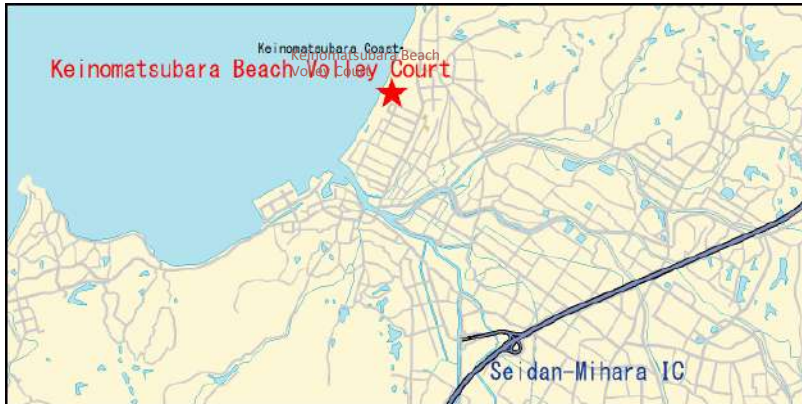 Keinomatsubara Coast
Keinomatsubara Beach
Volley Court
Keinomatsubara Beach Volley Court
Seidan-Mihara IC